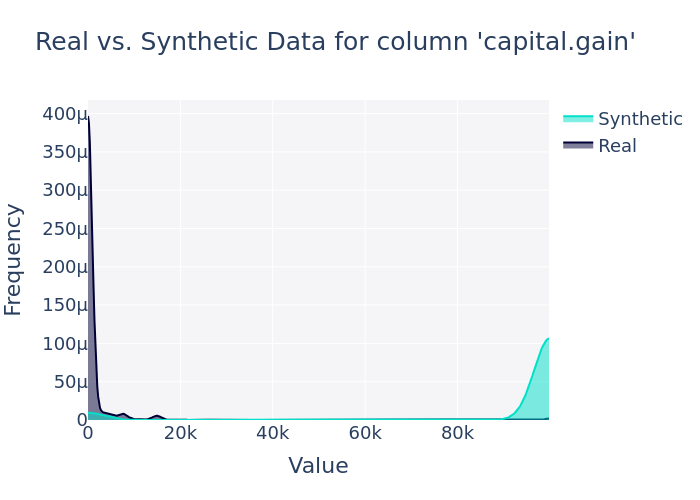 Real vs. Synthetic Data for column 'capital.gain'
400μ
350μ
300μ
250μ
200μ
150μ
100μ
50μ
0
0
20k
40k
60k
80k
Frequency
Value
Synthetic
Real